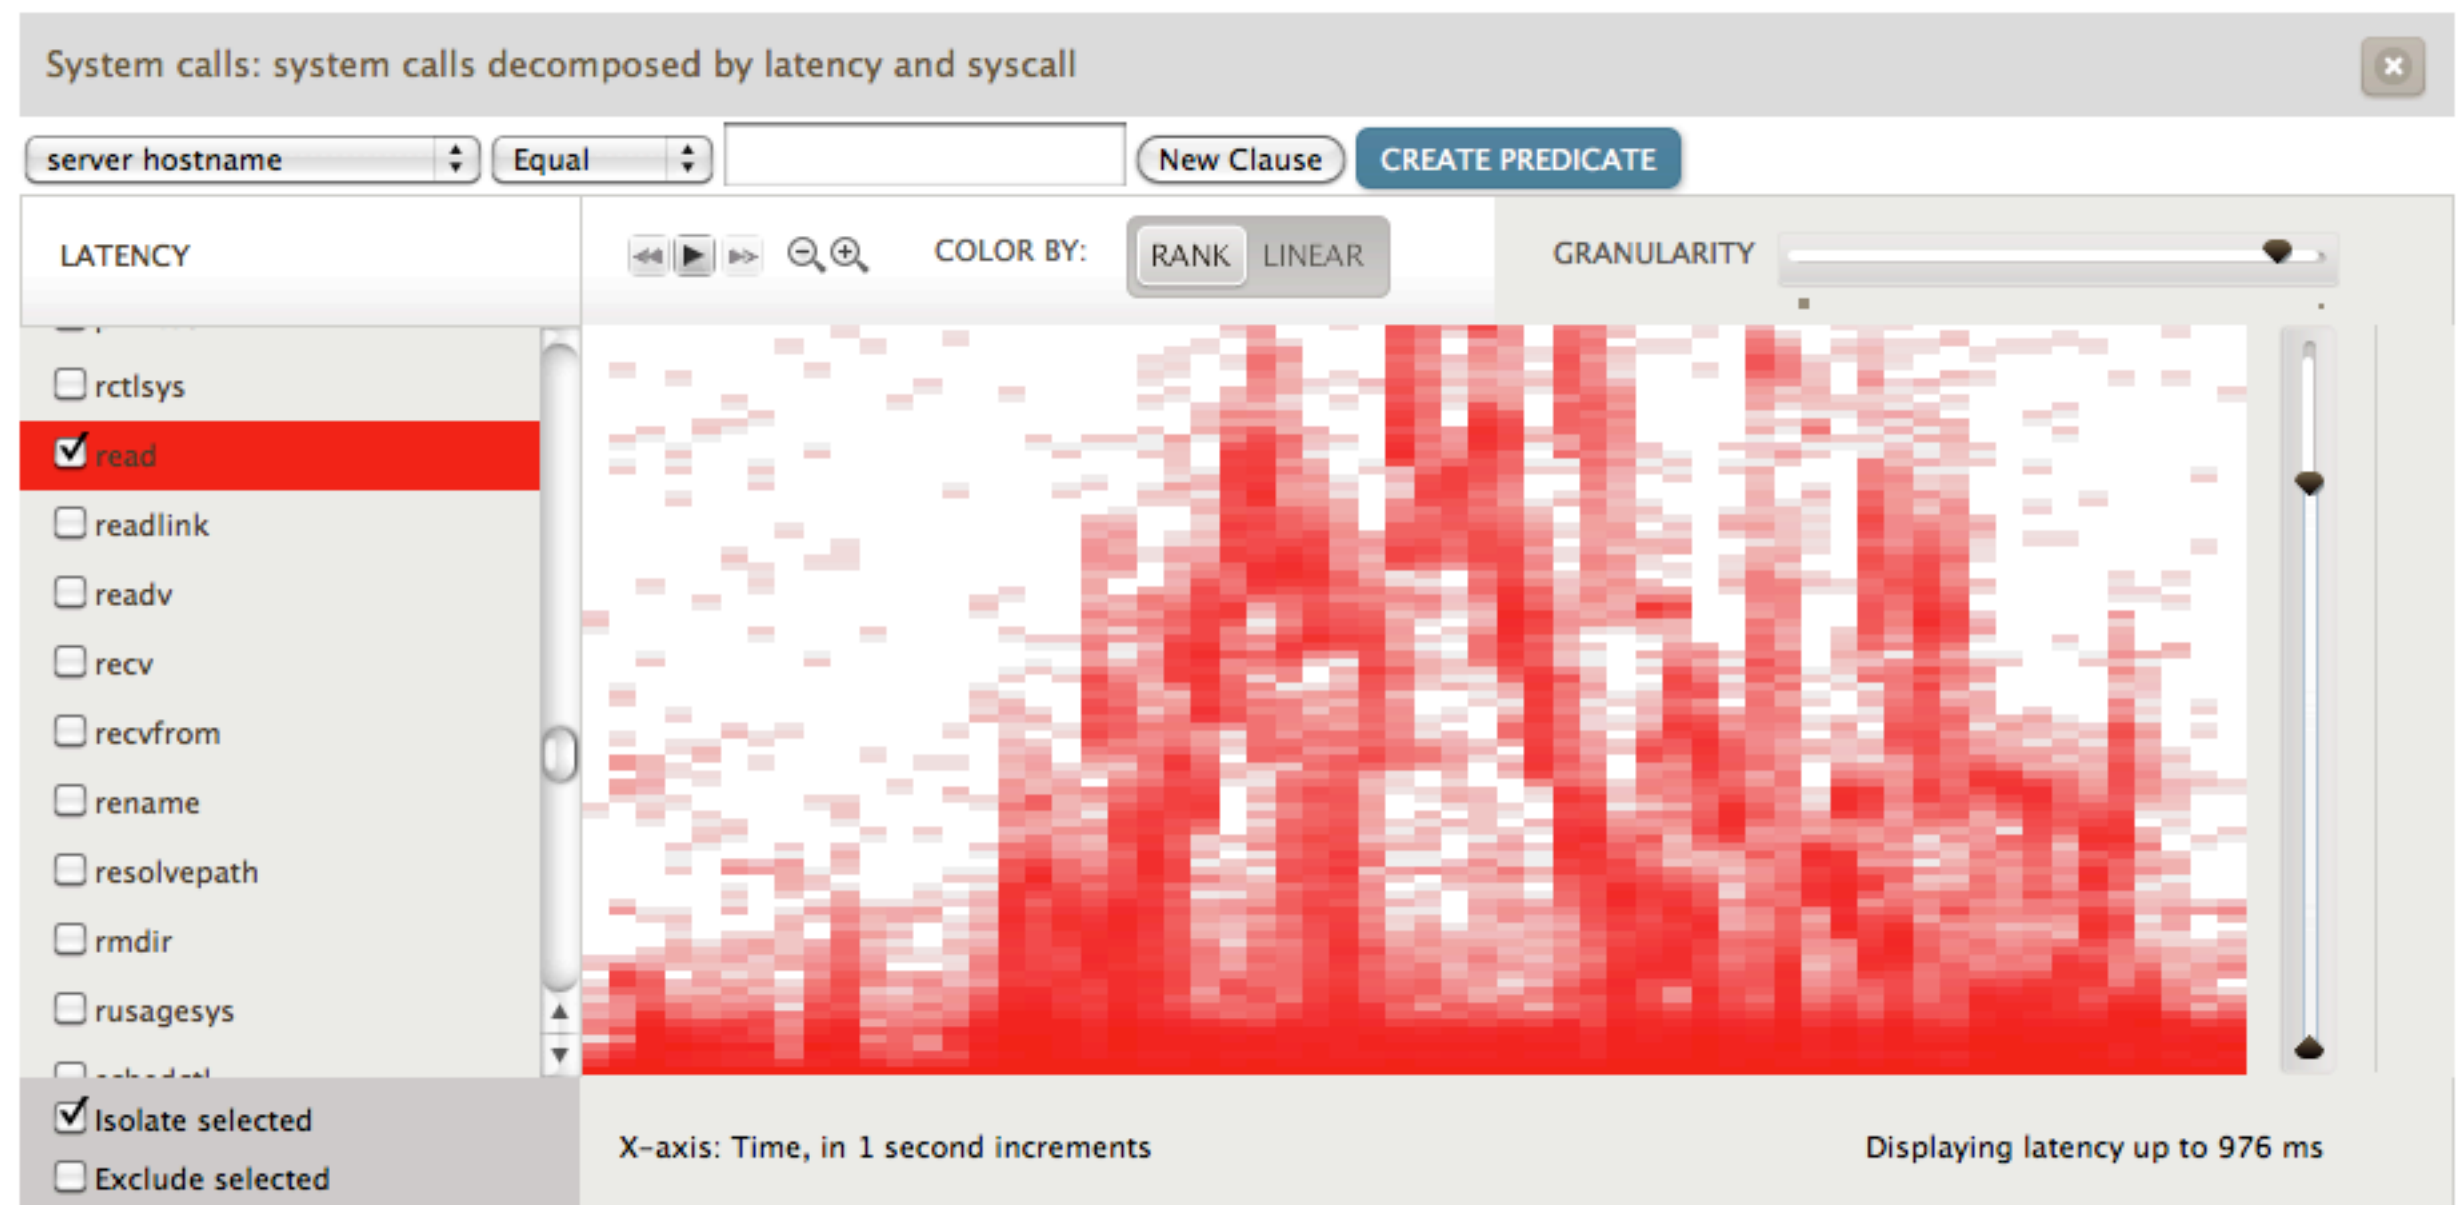 System calls: system calls decomposed by latency and syscall
server hostname Equal New Clause CREATE PREDICATE
LATENCY COLOR BY: RANK LINEAR GRANULARITY
rctlsys
read
readlink
readv
recv
recvfrom
rename
resolvepath
rmdir
rusagesys
Isolate selected
Exclude selected
X-axis: Time, in 1 second increments Displaying latency up to 976 ms